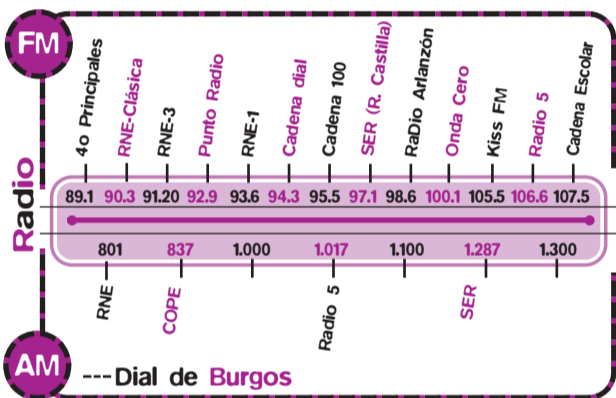 FM
4o Principales
RNE-Clásica
RNE-3
Punto Radio
RNE-1
Cadena dial
Cadena 100
SER (R. Castilla)
RaDio Arlanzón
Onda Cero
Kiss FM
Radio 5
Cadena Escolar
Radio
89.1 90.3 91.20 92.9 93.6 94.3 95.5 97.1 98.6 100.1 105.5 106.6 107.5
801 837 1.000 1.017 1.100 1.287 1.300
RNE
COPE
Radio 5
SER
AM
---Dial de Burgos